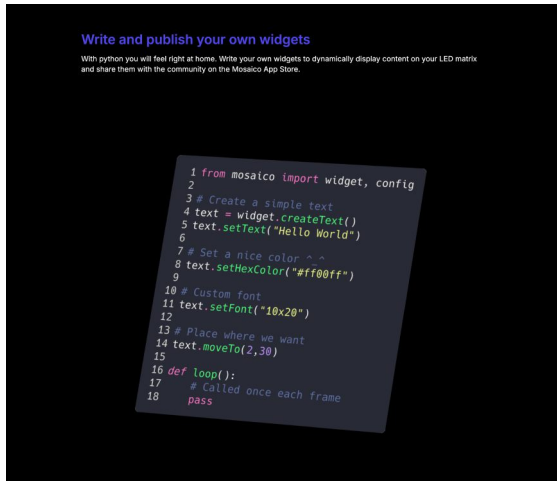 Write and publish your own widgets
With python you will feel right at home. Write your own widgets to dynamically display content on your LED matrix
and share them with the community on the Mosaico App Store.
1 from mosaico import widget, config
2
3 # Create a simple text
4 text = widget.createText()
5 text.setText("Hello World")
6
7 # Set a nice color ^_^
8 text.setHexColor("#ff00ff")
9
10 # Custom font
11 text.setFont("10x20")
12
13 # Place where we want
14 text.moveTo(2,30)
15
16 def loop():
17     # Called once each frame
18     pass